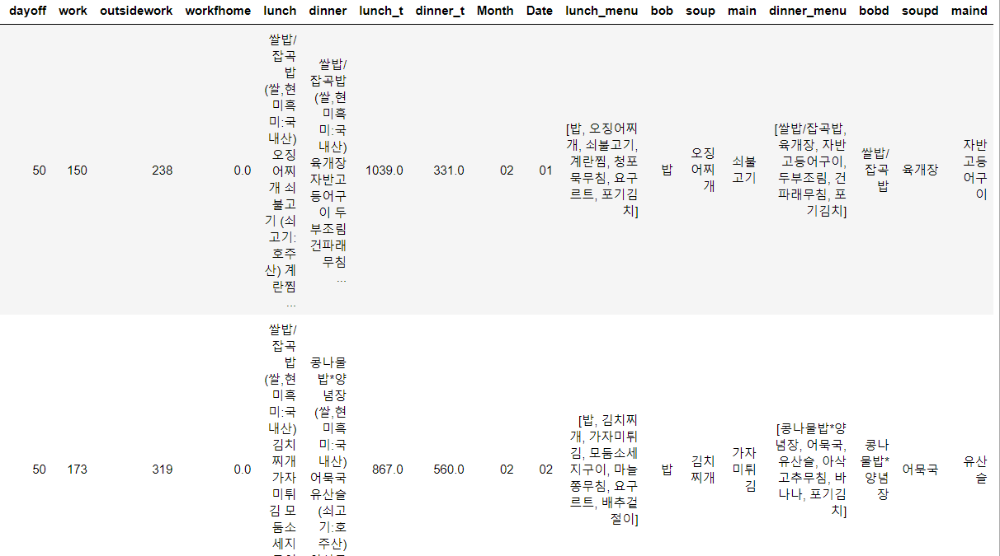 dayoff work outsidework workfhome lunch dinner lunch_t dinner_t Month Date lunch_menu bob soup main dinner_menu bobd soupd maind
50
150
238
0.0
쌀밥/
잡곡
밥
(쌀,현
미흑
미:국
내산)
오징
어찌
개 쇠
불고
기 (쇠
고기:
호주
산) 계
란찜
...
쌀밥/
잡곡밥
(쌀,현
미흑
미:국
내산)
육개장
자반고
등어구
이 두
부조림
건파래
무침
...
1039.0
331.0
02
01
[밥, 오징어찌
개, 쇠불고기,
계란찜, 청포
묵무침, 요구
르트, 포기김
치]
밥
오징
어찌
개
쇠불
고기
[쌀밥/잡곡밥,
육개장, 자반
고등어구이,
두부조림, 건
파래무침, 포
기김치]
쌀밥/
잡곡
밥
육개장
자반
고등
어구
이
50
173
319
0.0
쌀밥/
잡곡
밥
(쌀,현
미흑
미:국
내산)
김치
찌개
가자
미튀
김 모
둠소
세지
콩나물
밥*양
념장
(쌀,현
미흑
미:국
내산)
어묵국
유산슬
(쇠고
기:호
주산)
867.0
560.0
02
02
[밥, 김치찌
개, 가자미튀
김, 모둠소세
지구이, 마늘
쫑무침, 요구
르트, 배추겉
절이]
밥
김치
찌개
가자
미튀
김
[콩나물밥*양
념장, 어묵국,
유산슬, 아삭
고추무침, 바
나나, 포기김
치]
콩나
물밥*
양념
장
어묵국
유산
슬